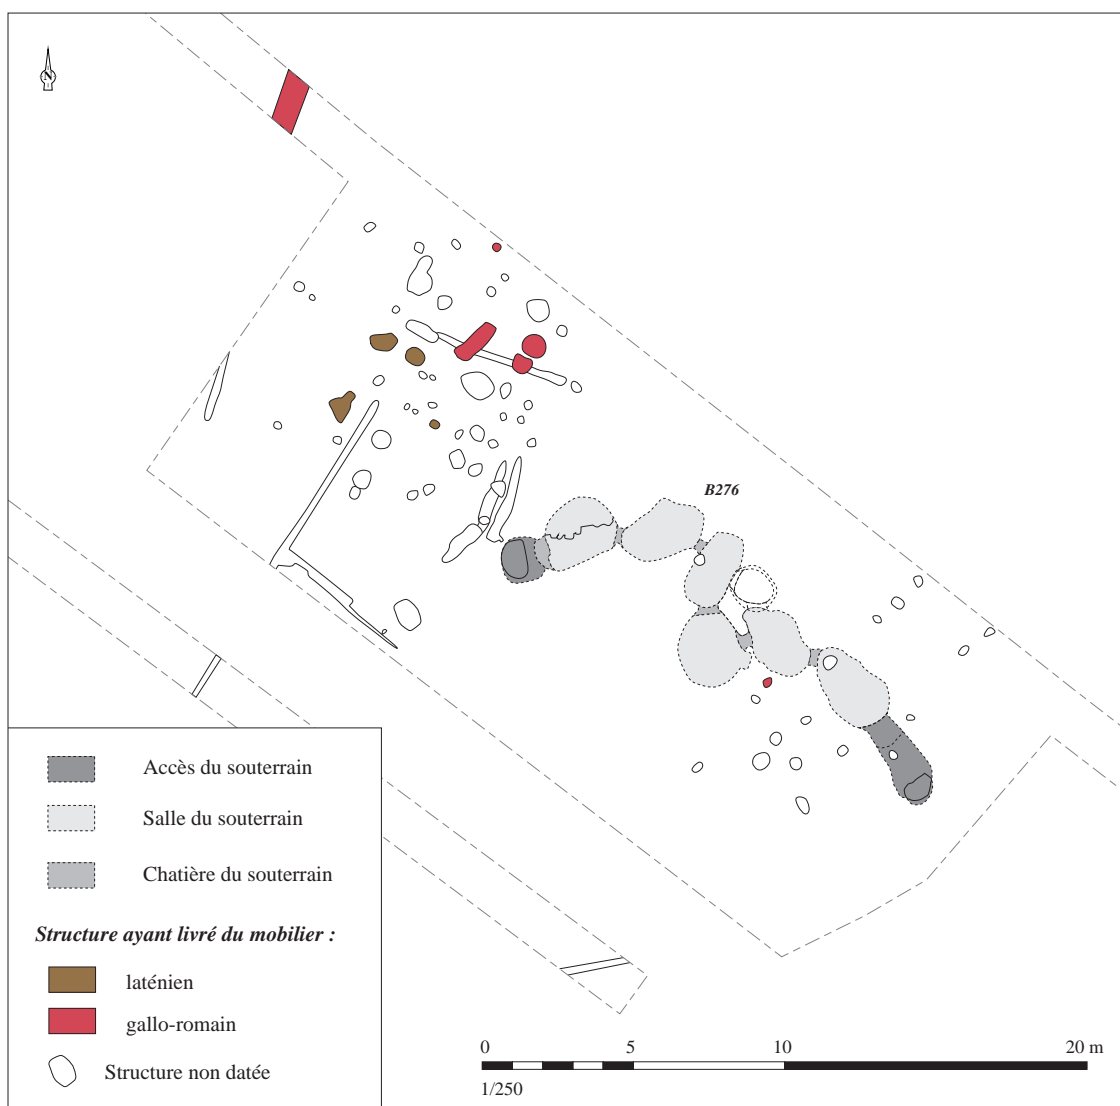 N
B276
Accès du souterrain
Salle du souterrain
Chatière du souterrain
Structure ayant livré du mobilier :
laténien
gallo-romain
Structure non datée
0 5 10 20 m
1/250